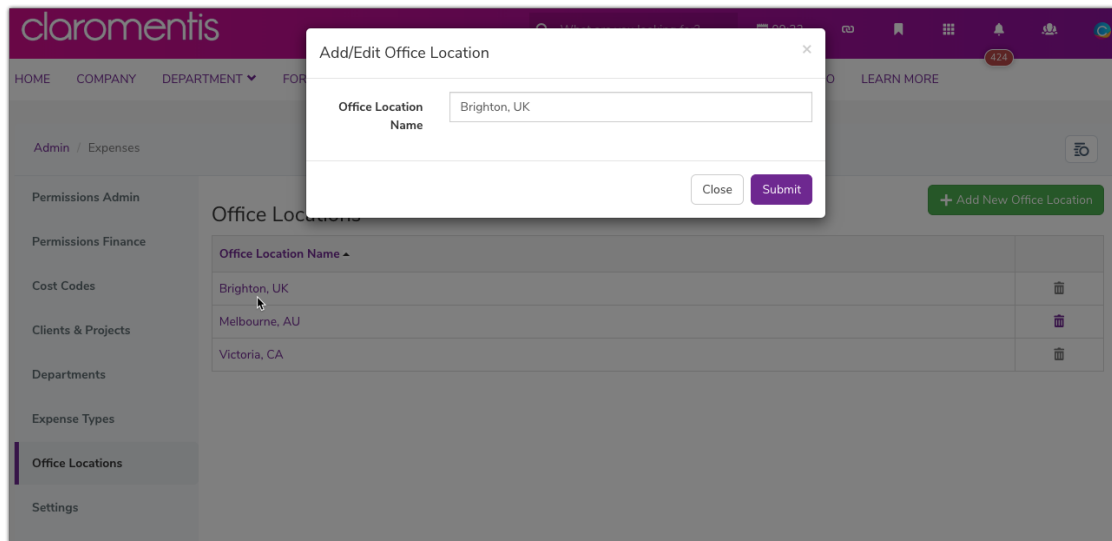 claromentis
Add/Edit Office Location
×
424
HOME COMPANY DEPARTMENT LEARN MORE
Office Location
Name
Brighton, UK
Admin / Expenses
Close Submit
Permissions Admin
Office Locations
+ Add New Office Location
Permissions Finance
Office Location Name
Cost Codes
Brighton, UK
Melbourne, AU
Clients & Projects
Victoria, CA
Departments
Expense Types
Office Locations
Settings